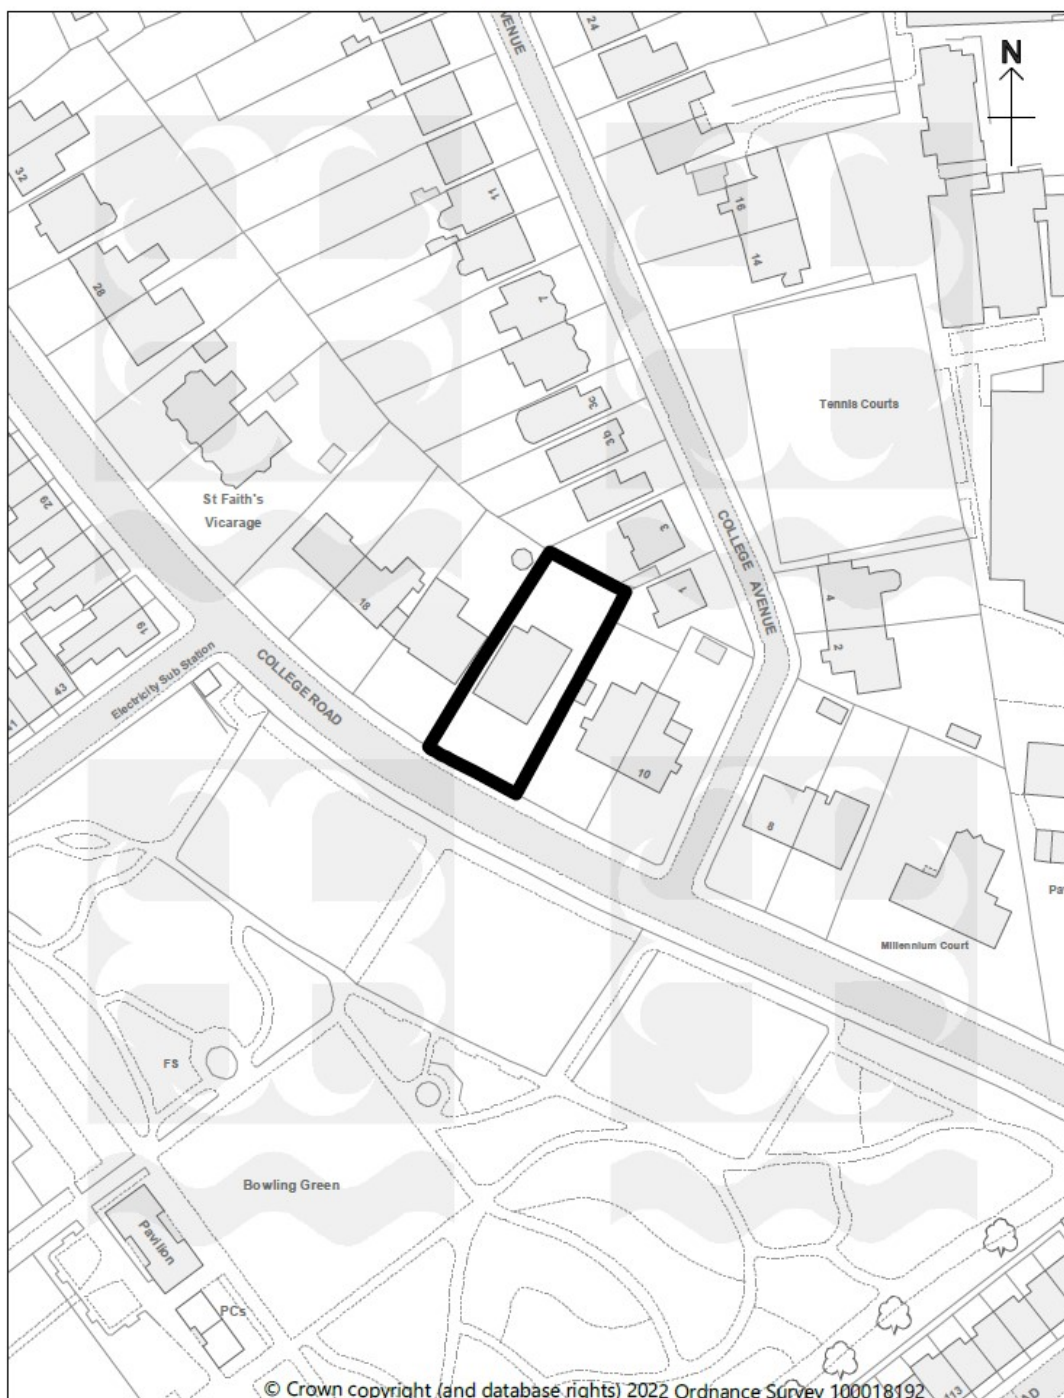 AVENUE
24
N
32
11
16
28
14
7
3c
Tennis Courts
3b
29
St Faith's
Vicarage
COLLEGE AVENUE
3
1
4
18
19
2
Electricity Sub Station
COLLEGE ROAD
43
41
10
8
Millennium Court
FS
Bowling Green
Pavilion
PCs
113
© Crown copyright (and database rights) 2022 Ordnance Survey 100018192